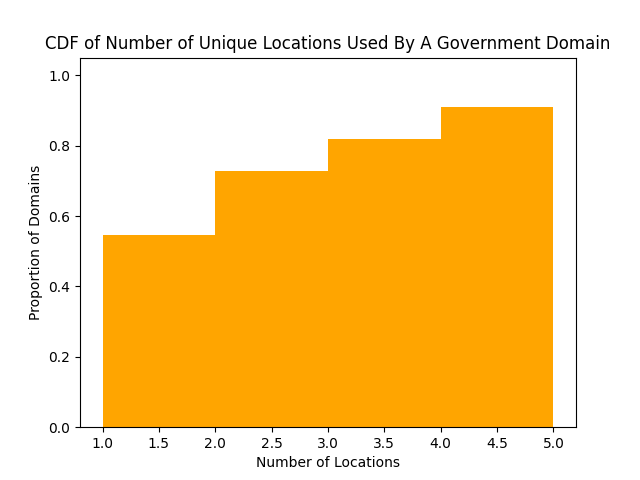 CDF of Number of Unique Locations Used By A Government Domain
1.0
0.8
0.6
0.4
0.2
0.0
Proportion of Domains
1.0 1.5 2.0 2.5 3.0 3.5 4.0 4.5 5.0
Number of Locations